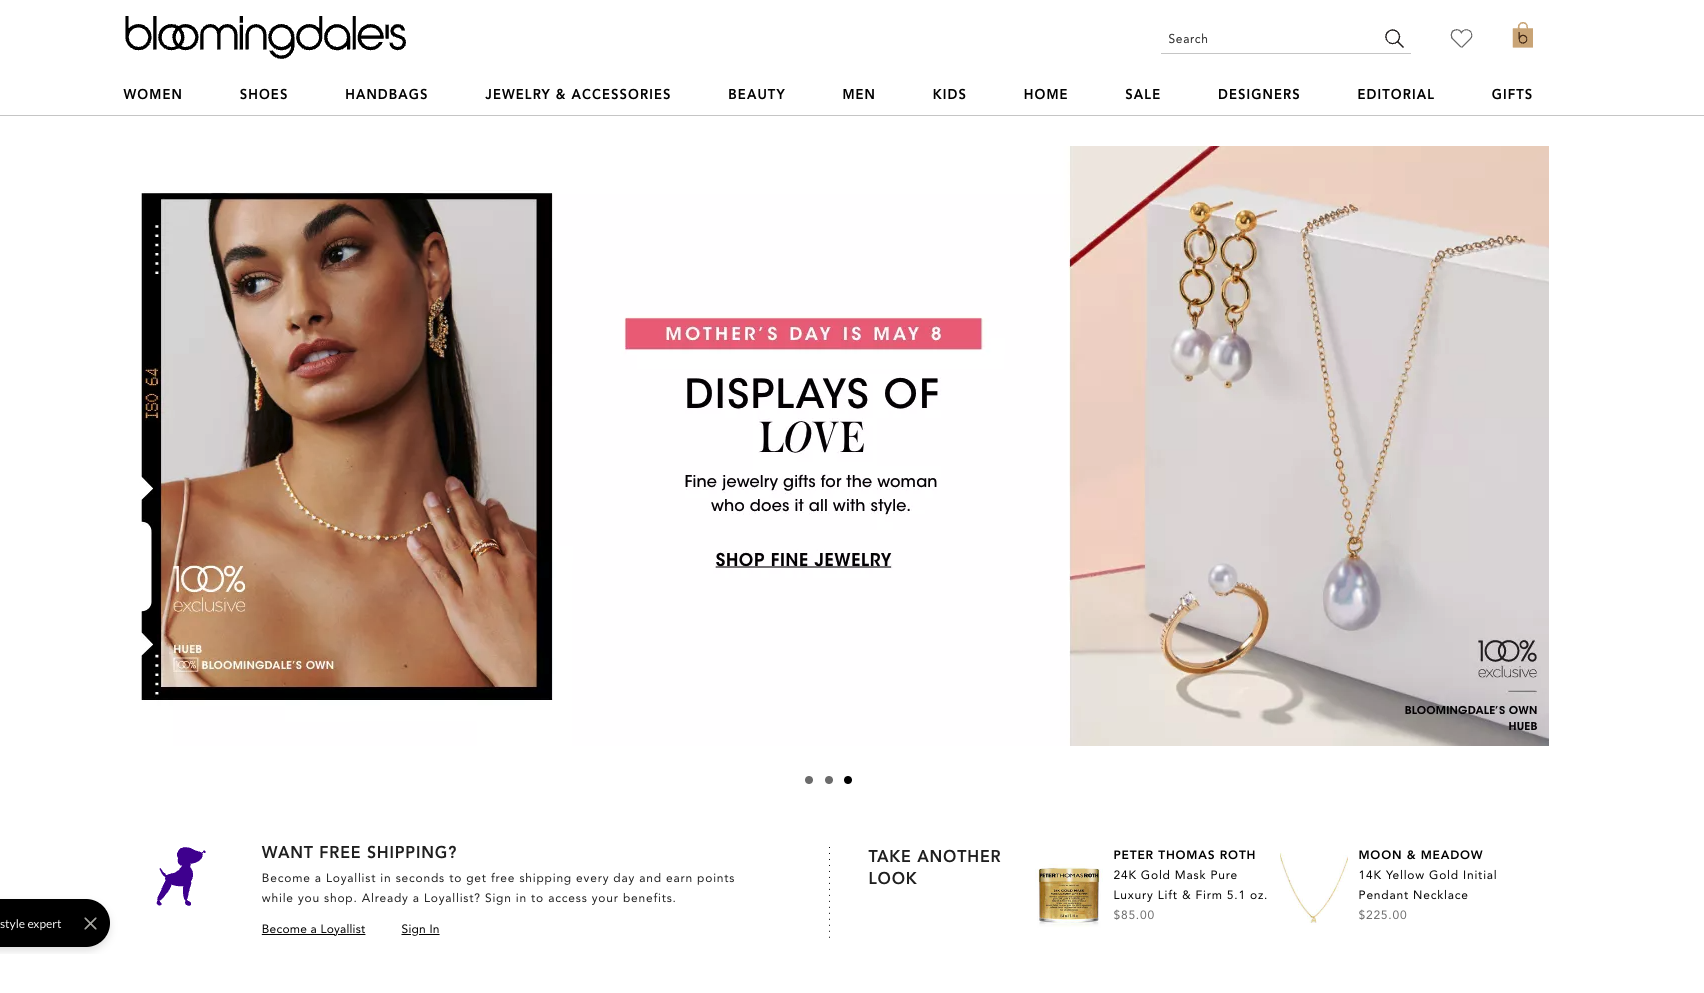 bloomingdale's
Search
b
WOMEN SHOES HANDBAGS JEWELRY & ACCESSORIES BEAUTY MEN KIDS HOME SALE DESIGNERS EDITORIAL GIFTS
ISO 64
100%
exclusive
HUEB
100% BLOOMINGDALE'S OWN
MOTHER'S DAY IS MAY 8
DISPLAYS OF
LOVE
Fine jewelry gifts for the woman
who does it all with style.
SHOP FINE JEWELRY
100%
exclusive
BLOOMINGDALE'S OWN
HUEB
WANT FREE SHIPPING?
Become a Loyallist in seconds to get free shipping every day and earn points
while you shop. Already a Loyallist? Sign in to access your benefits.
Become a Loyallist Sign In
TAKE ANOTHER
LOOK
PETER THOMAS ROTH
PETER THOMAS ROTH
24K Gold Mask Pure
Luxury Lift & Firm 5.1 oz.
$85.00
MOON & MEADOW
14K Yellow Gold Initial
Pendant Necklace
$225.00
style expert